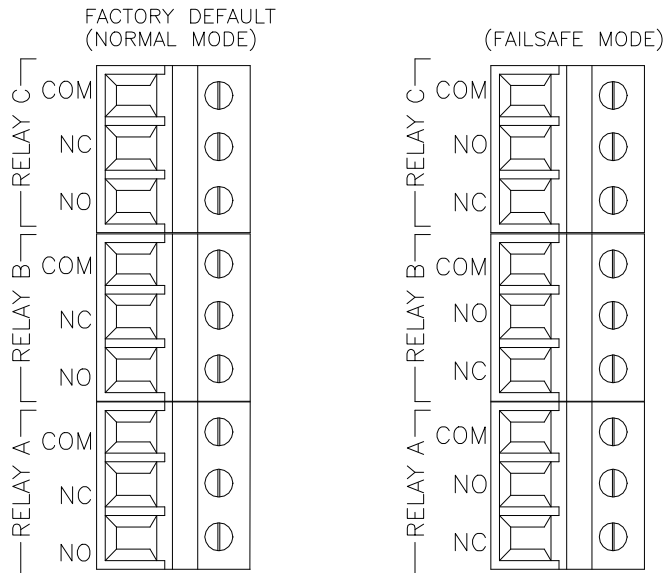 FACTORY DEFAULT
(NORMAL MODE)
RELAY C
COM
NC
NO
RELAY B
COM
NC
NO
RELAY A
COM
NC
NO
(FAILSAFE MODE)
RELAY C
COM
NO
NC
RELAY B
COM
NO
NC
RELAY A
COM
NO
NC